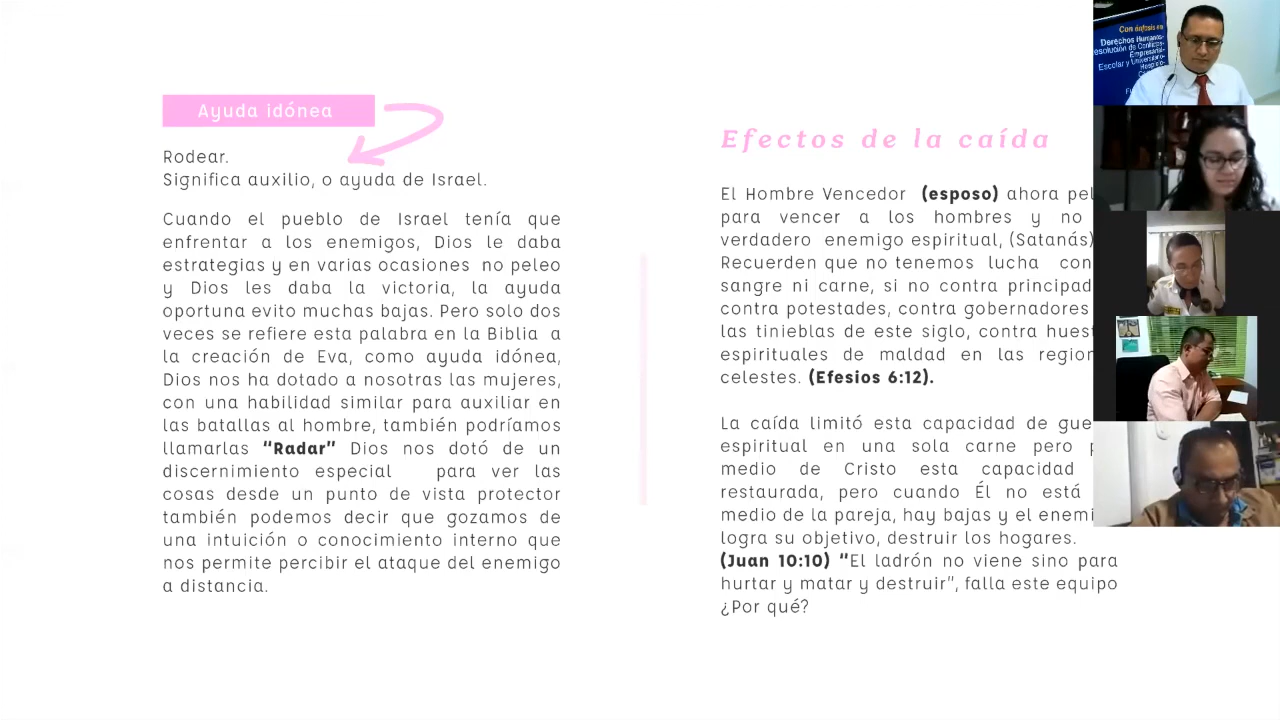 Ayuda idónea
Rodear.
Significa auxilio, o ayuda de Israel.
Cuando el pueblo de Israel tenía que
enfrentar a los enemigos, Dios le daba
estrategias y en varias ocasiones no peleo
y Dios les daba la victoria, la ayuda
oportuna evito muchas bajas. Pero solo dos
veces se refiere esta palabra en la Biblia a
la creación de Eva, como ayuda idónea,
Dios nos ha dotado a nosotras las mujeres,
con una habilidad similar para auxiliar en
las batallas al hombre, también podríamos
llamarlas “Radar” Dios nos dotó de un
discernimiento especial para ver las
cosas desde un punto de vista protector
también podemos decir que gozamos de
una intuición o conocimiento interno que
nos permite percibir el ataque del enemigo
a distancia.
Efectos de la caída
El Hombre Vencedor (esposo) ahora
para vencer a los hombres y no
verdadero enemigo espiritual, (Satanás)
Recuerden que no tenemos lucha
sangre ni carne, si no contra
contra potestades, contra gobernadores
las tinieblas de este siglo, contra
espirituales de maldad en las
celestes. (Efesios 6:12).
La caída limitó esta capacidad de
espiritual en una sola carne pero
medio de Cristo esta capacidad
restaurada, pero cuando Él no está
medio de la pareja, hay bajas y el
logra su objetivo, destruir los hogares.
(Juan 10:10) “El ladrón no viene sino para
hurtar y matar y destruir”, falla este equipo
¿Por qué?
Con énfasis en
Derechos Humanos-
Empresarial-
Escolar y Universitario-